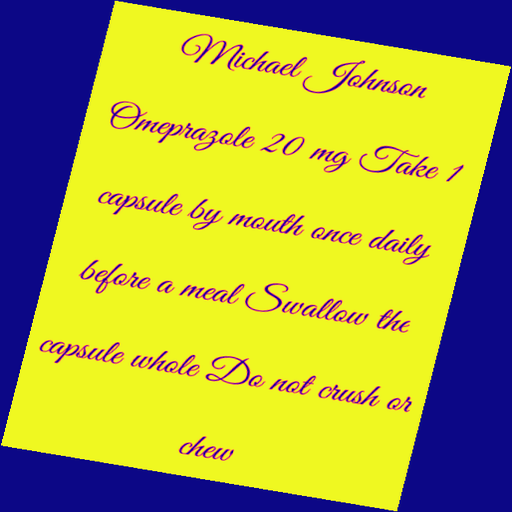 Michael Johnson
Omeprazole 20 mg Take 1
capsule by mouth once daily
before a meal Swallow the
capsule whole Do not crush or
chew